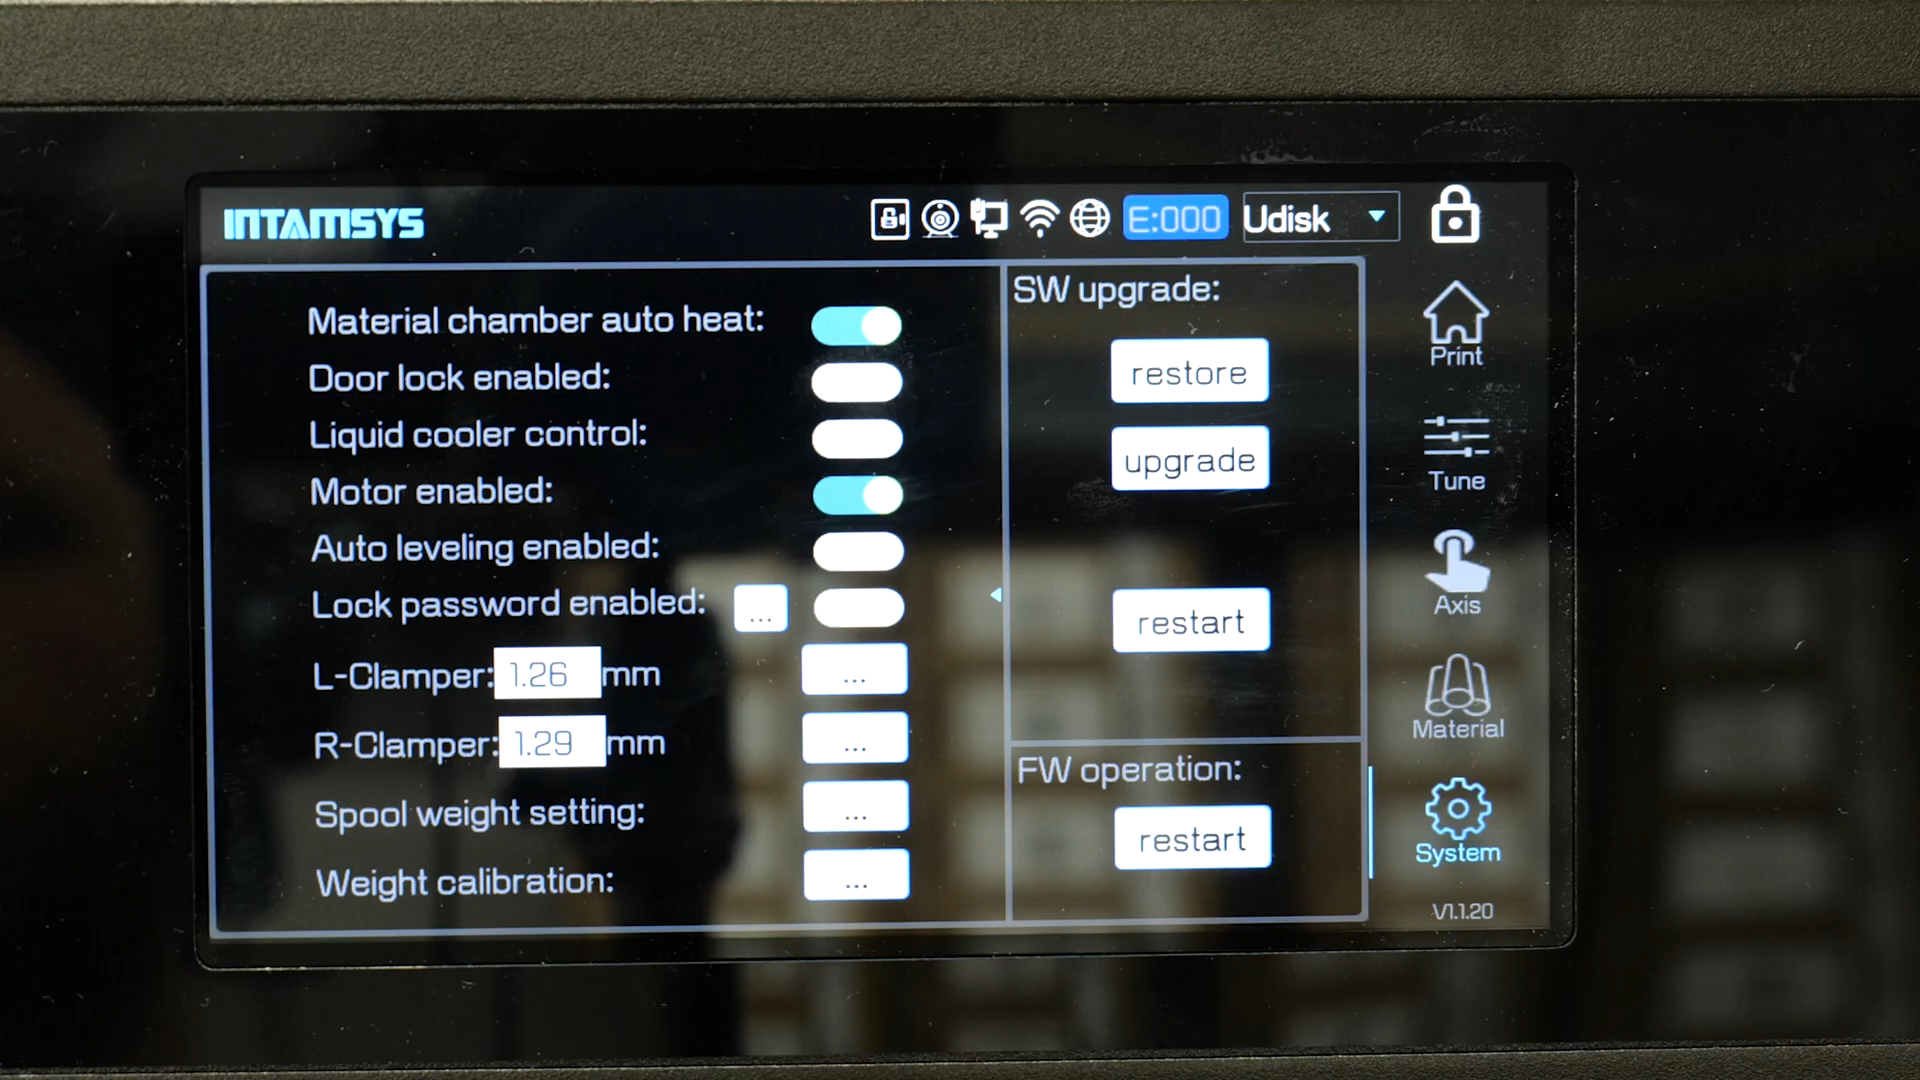 INTAMSYS
E:000
Udisk
Material chamber auto heat:
Door lock enabled:
Liquid cooler control:
Motor enabled:
Auto leveling enabled:
Lock password enabled:
...
L-Clamper: 1.26 mm
...
R-Clamper: 1.29 mm
...
Spool weight setting:
...
Weight calibration:
...
SW upgrade:
restore
upgrade
restart
FW operation:
restart
Print
Tune
Axis
Material
System
V1.1.20